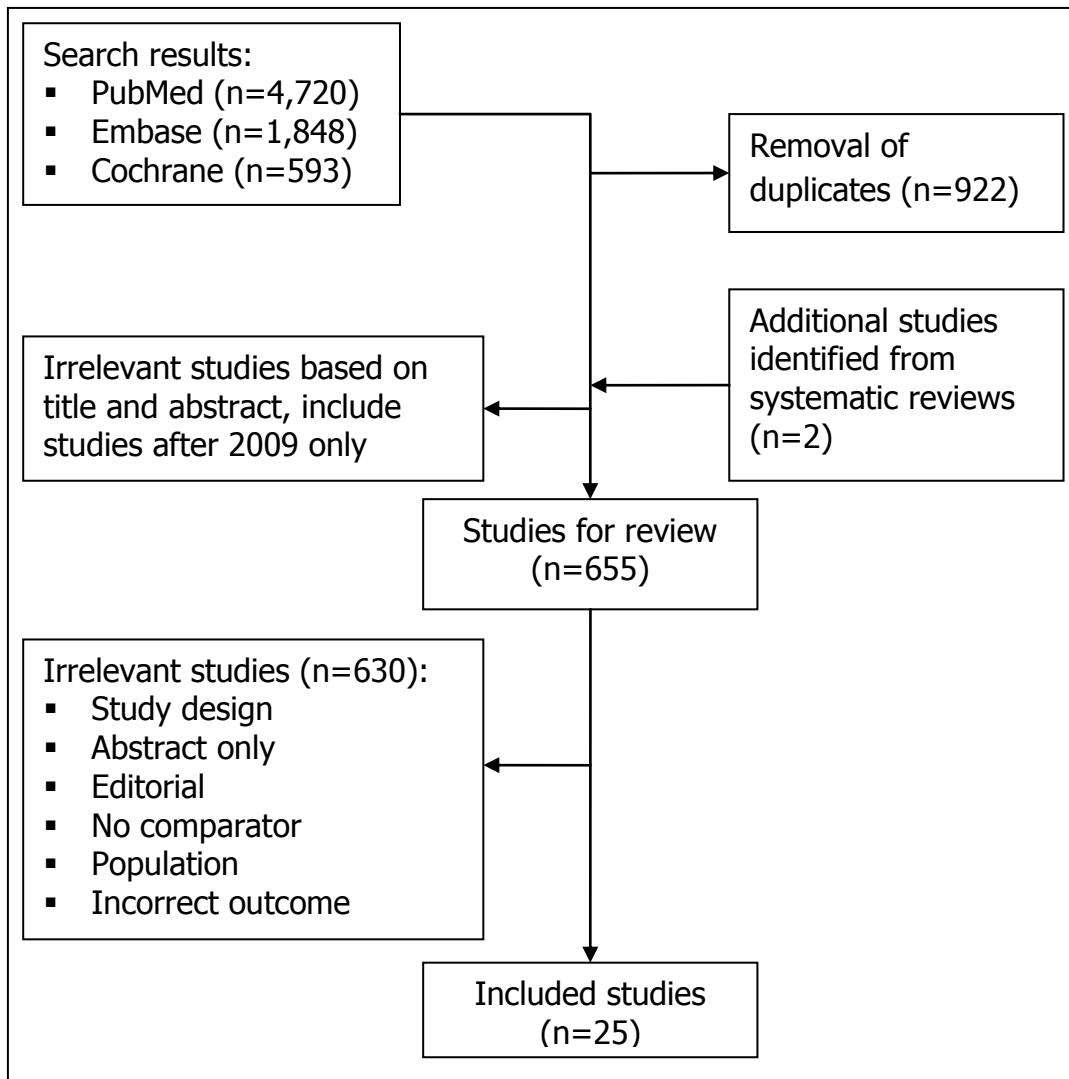 Search results:
▪ PubMed (n=4,720)
▪ Embase (n=1,848)
▪ Cochrane (n=593)
Removal of
duplicates (n=922)
Additional studies
identified from
systematic reviews
(n=2)
Irrelevant studies based on
title and abstract, include
studies after 2009 only
Studies for review
(n=655)
Irrelevant studies (n=630):
▪ Study design
▪ Abstract only
▪ Editorial
▪ No comparator
▪ Population
▪ Incorrect outcome
Included studies
(n=25)